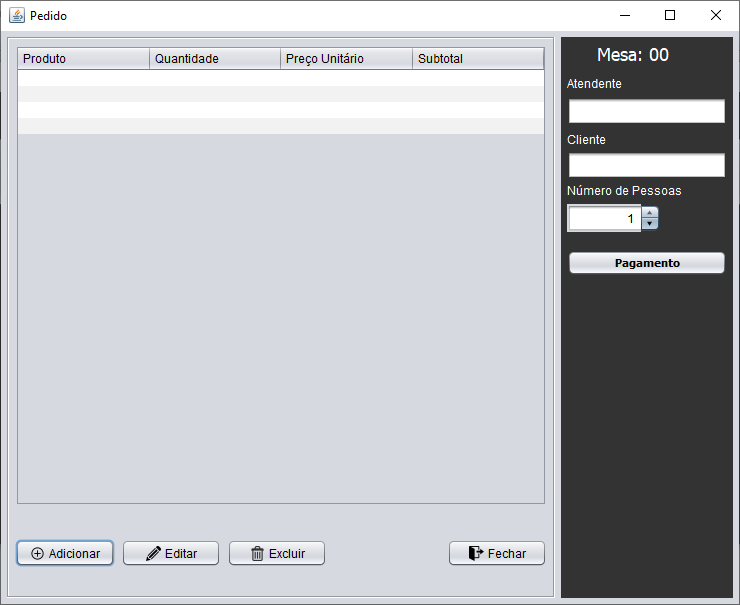 Pedido
Produto Quantidade Preço Unitário Subtotal
Mesa: 00
Atendente
Cliente
Número de Pessoas
1
Pagamento
Adicionar Editar Excluir Fechar